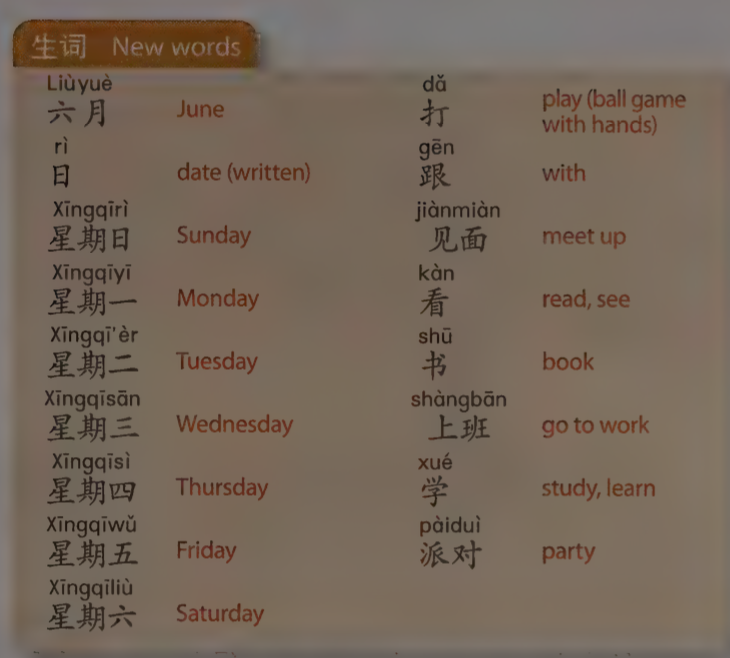 生词 New words
Liùyuè
六月 June
rì
日 date (written)
Xīngqīrì
星期日 Sunday
Xīngqīyī
星期一 Monday
Xīngqī'èr
星期二 Tuesday
Xīngqīsān
星期三 Wednesday
Xīngqīsì
星期四 Thursday
Xīngqīwǔ
星期五 Friday
Xīngqīliù
星期六 Saturday
dǎ
打 play (ball game
with hands)
gēn
跟 with
jiànmiàn
见面 meet up
kàn
看 read, see
shū
书 book
shàngbān
上班 go to work
xué
学 study, learn
pàiduì
派对 party